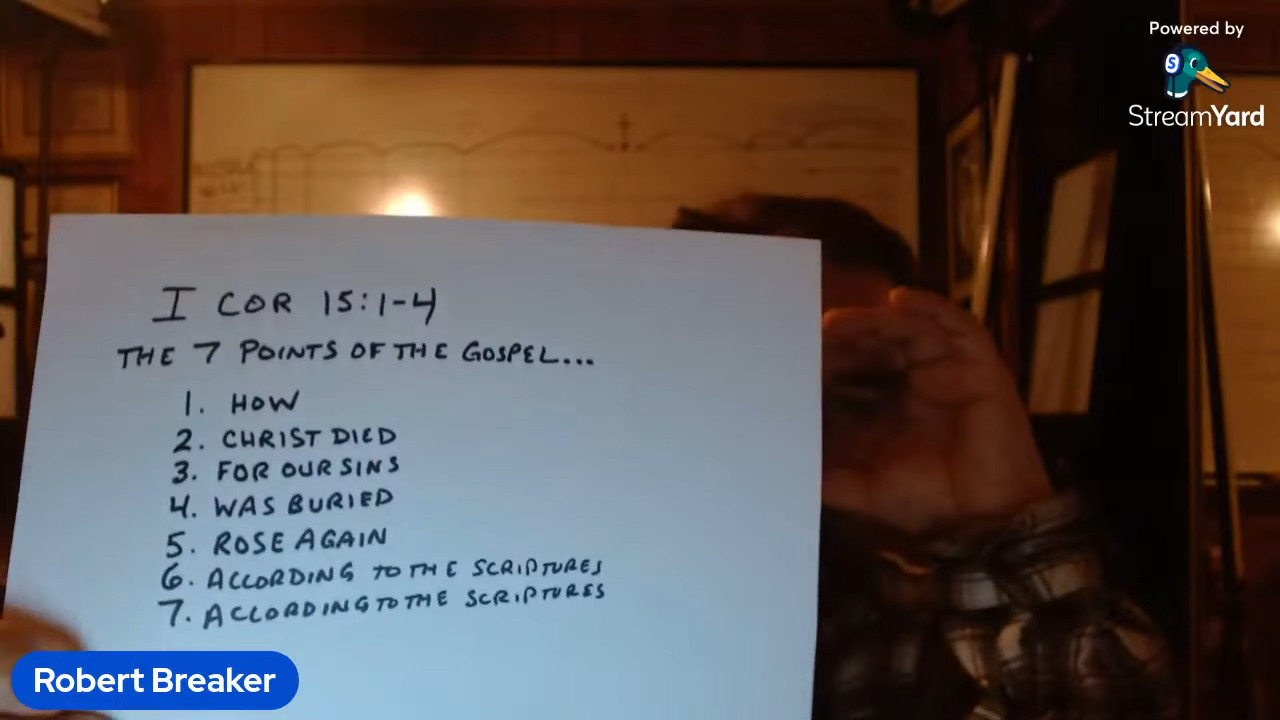 Powered by
StreamYard
I COR 15:1-4
THE 7 POINTS OF THE GOSPEL...
1. HOW
2. CHRIST DIED
3. FOR OUR SINS
4. WAS BURIED
5. ROSE AGAIN
6. ACCORDING TO THE SCRIPTURES
7. ACCORDING TO THE SCRIPTURES
Robert Breaker